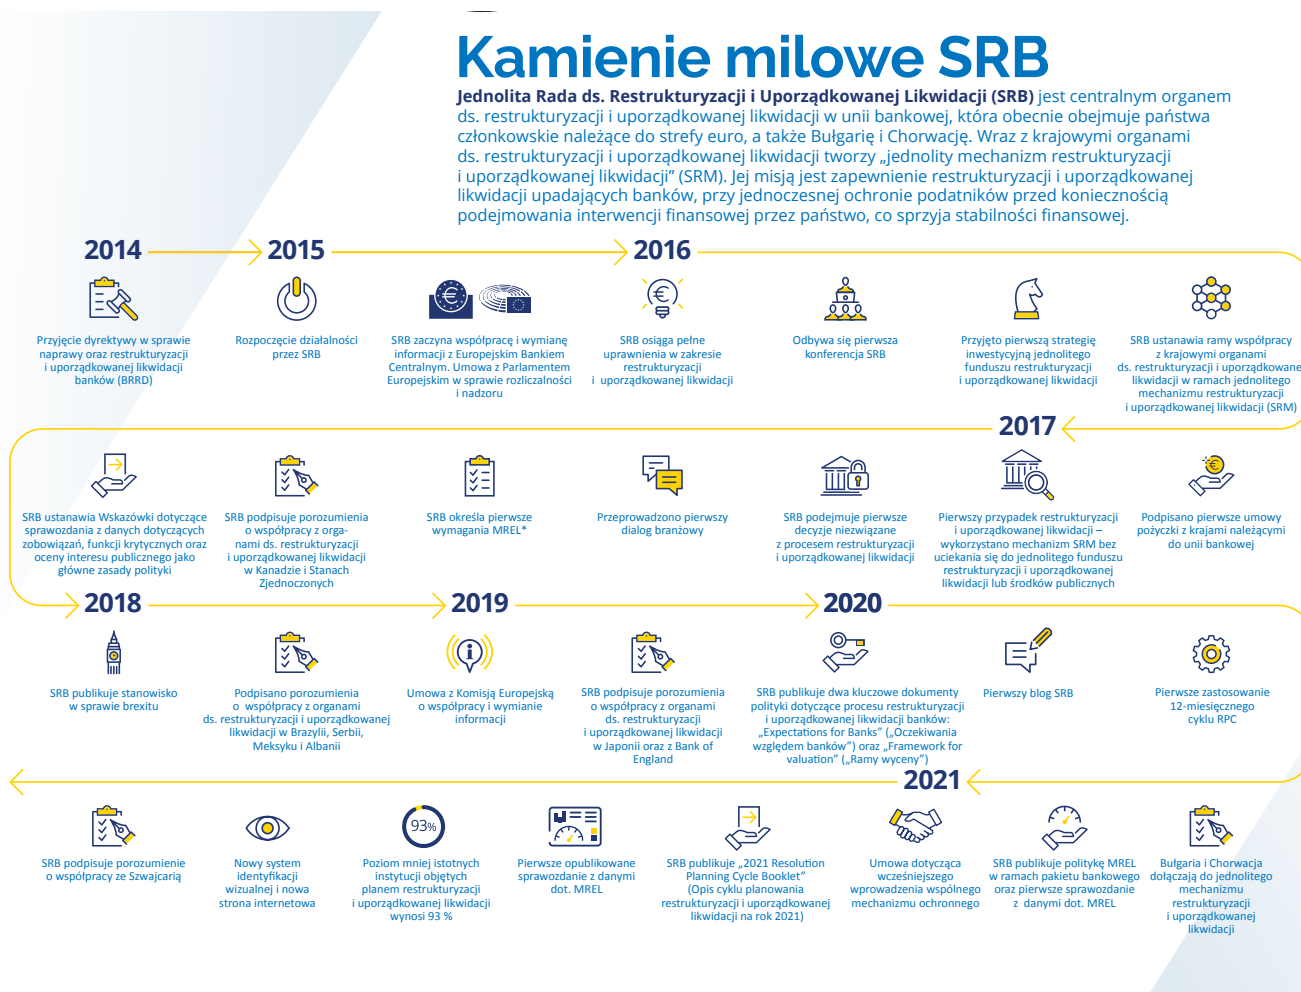 Kamienie milowe SRB
Jednolita Rada ds. Restrukturyzacji i Uporządkowanej Likwidacji (SRB) jest centralnym organem
ds. restrukturyzacji i uporządkowanej likwidacji w unii bankowej, która obecnie obejmuje państwa
członkowskie należące do strefy euro, a także Bułgarię i Chorwację. Wraz z krajowymi organami
ds. restrukturyzacji i uporządkowanej likwidacji tworzy „jednolity mechanizm restrukturyzacji
i uporządkowanej likwidacji” (SRM). Jej misją jest zapewnienie restrukturyzacji i uporządkowanej
likwidacji upadających banków, przy jednoczesnej ochronie podatników przed koniecznością
podejmowania interwencji finansowej przez państwo, co sprzyja stabilności finansowej.
2014
2015
2016
Przyjęcie dyrektywy w sprawie
naprawy oraz restrukturyzacji
i uporządkowanej likwidacji
banków (BRRD)
Rozpoczęcie działalności
przez SRB
SRB zaczyna współpracę i wymianę
informacji z Europejskim Bankiem
Centralnym. Umowa z Parlamentem
Europejskim w sprawie rozliczalności
i nadzoru
SRB osiąga pełne
uprawnienia w zakresie
restrukturyzacji
i uporządkowanej likwidacji
Odbywa się pierwsza
konferencja SRB
Przyjęto pierwszą strategię
inwestycyjną jednolitego
funduszu restrukturyzacji
i uporządkowanej likwidacji
SRB ustanawia ramy współpracy
z krajowymi organami
ds. restrukturyzacji i uporządkowane
likwidacji w ramach jednolitego
mechanizmu restrukturyzacji
i uporządkowanej likwidacji (SRM)
2017
SRB ustanawia Wskazówki dotyczące
sprawozdania z danych dotyczących
zobowiązań, funkcji krytycznych oraz
oceny interesu publicznego jako
główne zasady polityki
SRB podpisuje porozumienia
o współpracy z orga-
nami ds. restrukturyzacji
i uporządkowanej likwidacji
w Kanadzie i Stanach
Zjednoczonych
SRB określa pierwsze
wymagania MREL*
Przeprowadzono pierwszy
dialog branżowy
SRB podejmuje pierwsze
decyzje niezwiązane
z procesem restrukturyzacji
i uporządkowanej likwidacji
Pierwszy przypadek restrukturyzacji
i uporządkowanej likwidacji –
wykorzystano mechanizm SRM bez
uciekania się do jednolitego funduszu
restrukturyzacji i uporządkowanej
likwidacji lub środków publicznych
Podpisano pierwsze umowy
pożyczki z krajami należącymi
do unii bankowej
2018
2019
2020
SRB publikuje stanowisko
w sprawie brexitu
Podpisano porozumienia
o współpracy z organami
ds. restrukturyzacji i uporządkowanej
likwidacji w Brazylii, Serbii,
Meksyku i Albanii
Umowa z Komisją Europejską
o współpracy i wymianie
informacji
SRB podpisuje porozumienia
o współpracy z organami
ds. restrukturyzacji
i uporządkowanej likwidacji
w Japonii oraz z Bank of
England
SRB publikuje dwa kluczowe dokumenty
polityki dotyczące procesu restrukturyzacji
i uporządkowanej likwidacji banków:
„Expectations for Banks” („Oczekiwania
względem banków”) oraz „Framework for
valuation” („Ramy wyceny”)
Pierwszy blog SRB
Pierwsze zastosowanie
12-miesięcznego
cyklu RPC
2021
SRB podpisuje porozumienie
o współpracy ze Szwajcarią
Nowy system
identyfikacji
wizualnej i nowa
strona internetowa
93%
Poziom mniej istotnych
instytucji objętych
planem restrukturyzacji
i uporządkowanej likwidacji
wynosi 93 %
Pierwsze opublikowane
sprawozdanie z danymi
dot. MREL
SRB publikuje „2021 Resolution
Planning Cycle Booklet”
(Opis cyklu planowania
restrukturyzacji i uporządkowanej
likwidacji na rok 2021)
Umowa dotycząca
wcześniejszego
wprowadzenia wspólnego
mechanizmu ochronnego
SRB publikuje politykę MREL
w ramach pakietu bankowego
oraz pierwsze sprawozdanie
z danymi dot. MREL
Bułgaria i Chorwacja
dołączają do jednolitego
mechanizmu
restrukturyzacji
i uporządkowanej
likwidacji